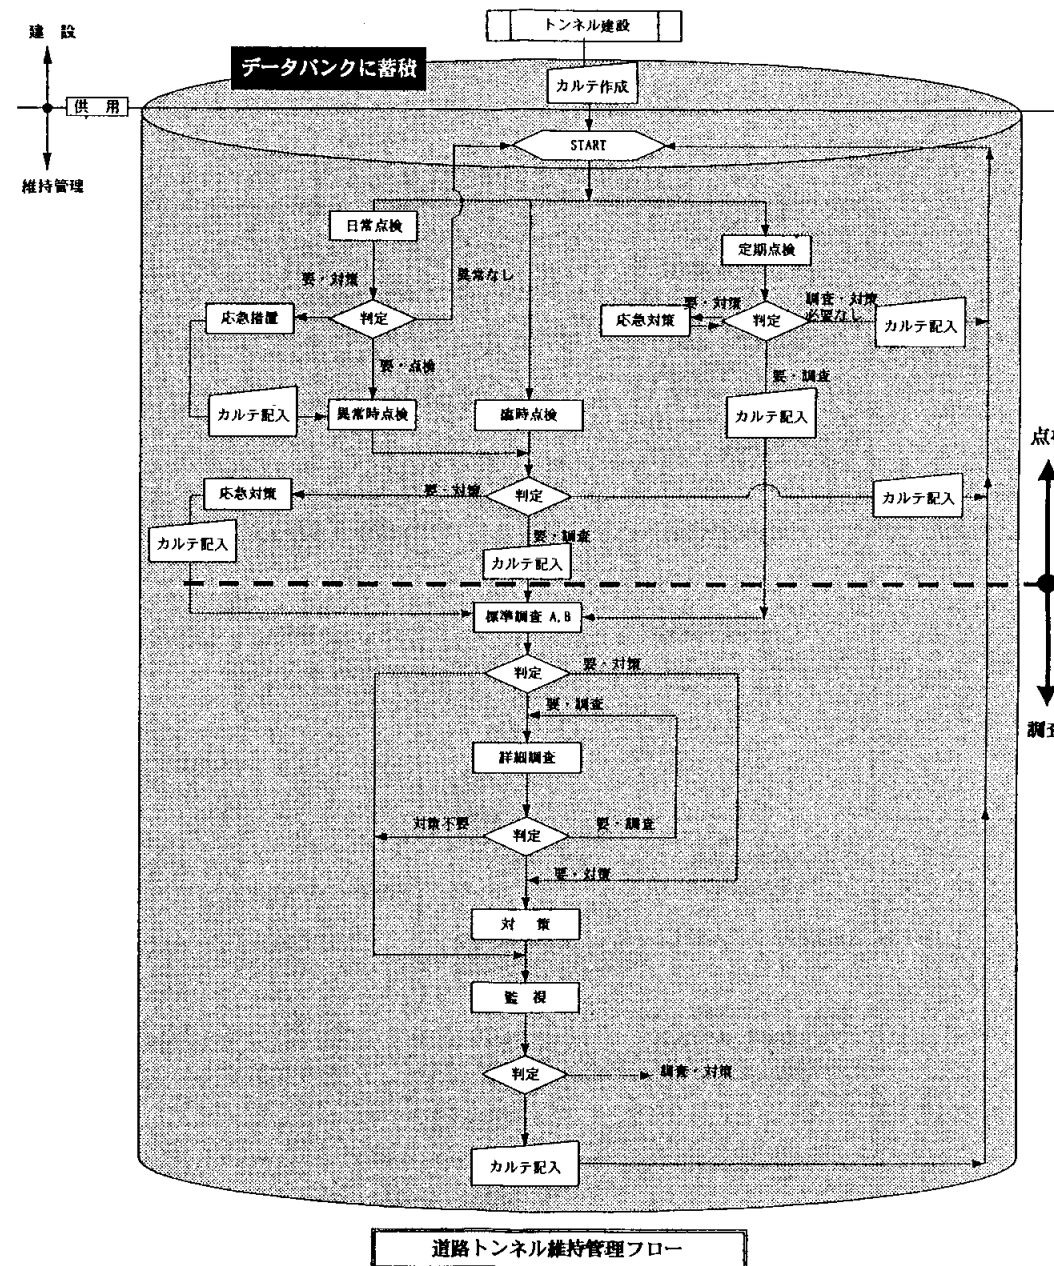 トンネル建設
建　設
データバンクに蓄積
カルテ作成
供　用
START
維持管理
日常点検
定期点検
異常なし
要・対策
要・対策
調査・対策
必要なし
応急措置
判定
応急対策
判定
カルテ記入
要・点検
要・調査
カルテ記入
異常時点検
臨時点検
カルテ記入
応急対策
要・対策
判定
カルテ記入
カルテ記入
要・調査
カルテ記入
標準調査 A,B
判定
要・対策
要・調査
詳細調査
対策不要
判定
要・調査
要・対策
対　策
監　視
判定
調査・対策
カルテ記入
道路トンネル維持管理フロー